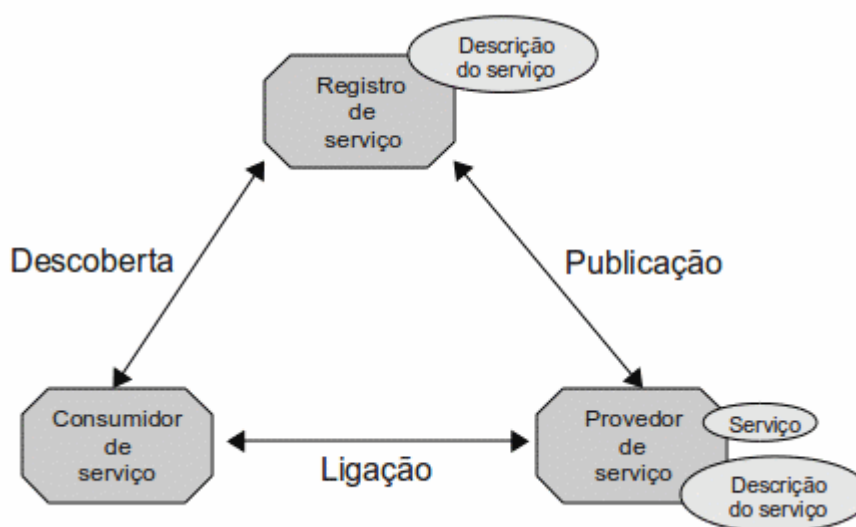 Descrição
do serviço
Registro
de
serviço
Descoberta
Publicação
Consumidor
de
serviço
Ligação
Provedor
de
serviço
Serviço
Descrição
do serviço